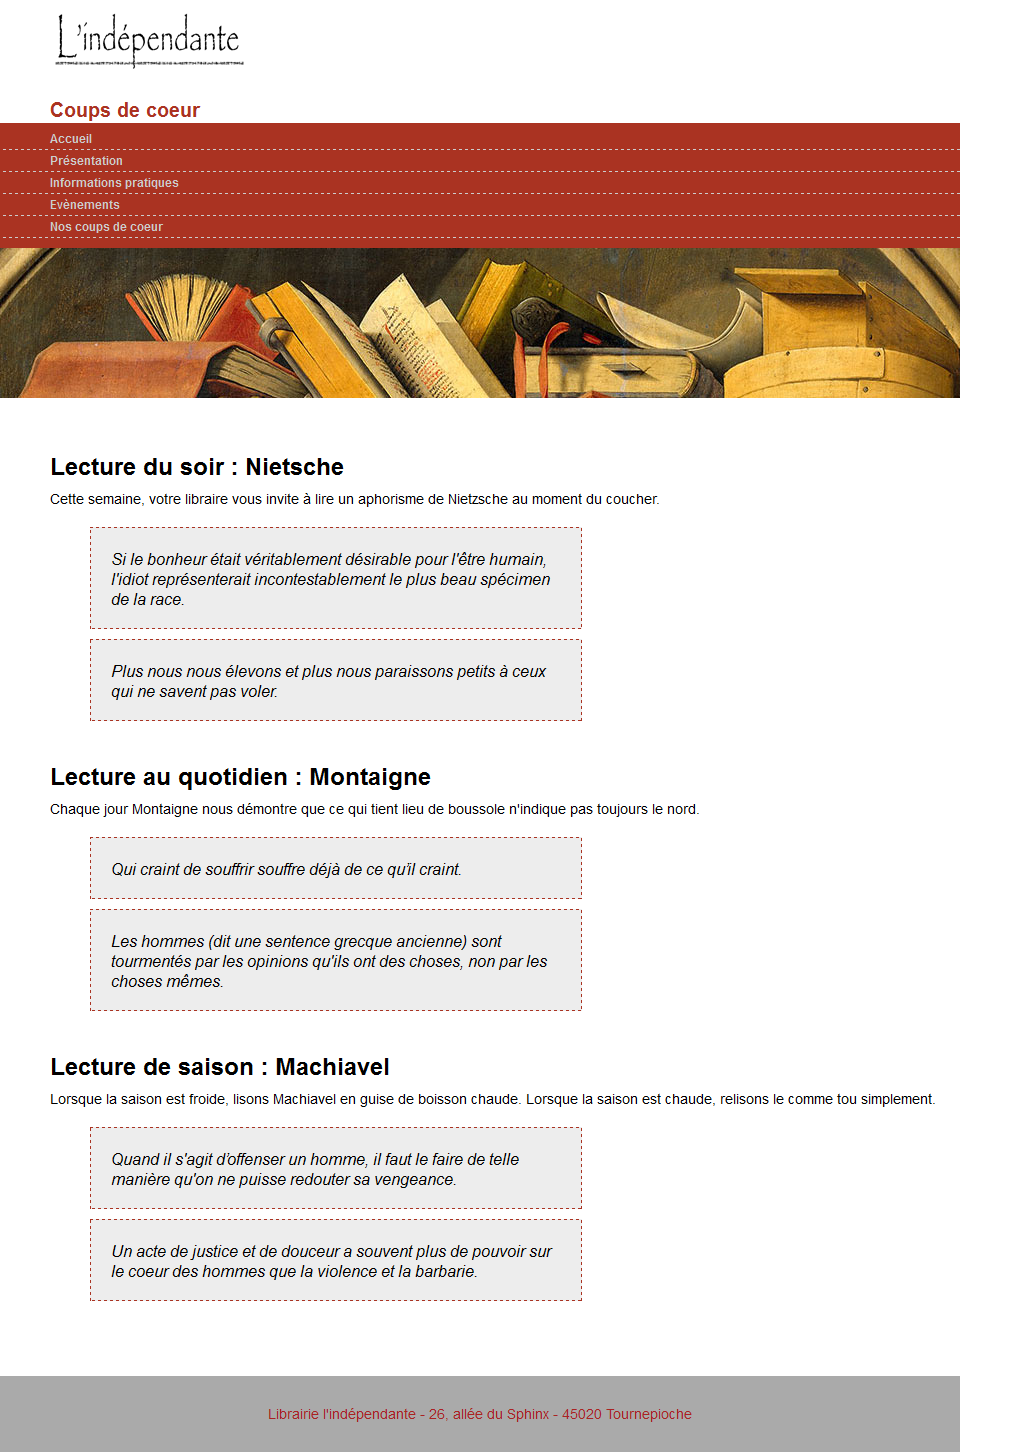 L'indépendante
Coups de coeur
Accueil
Présentation
Informations pratiques
Evènements
Nos coups de coeur
Lecture du soir : Nietsche
Cette semaine, votre libraire vous invite à lire un aphorisme de Nietzsche au moment du coucher.
Si le bonheur était véritablement désirable pour l'être humain,
l'idiot représenterait incontestablement le plus beau spécimen
de la race.
Plus nous nous élevons et plus nous paraissons petits à ceux
qui ne savent pas voler.
Lecture au quotidien : Montaigne
Chaque jour Montaigne nous démontre que ce qui tient lieu de boussole n'indique pas toujours le nord.
Qui craint de souffrir souffre déjà de ce qu'il craint.
Les hommes (dit une sentence grecque ancienne) sont
tourmentés par les opinions qu'ils ont des choses, non par les
choses mêmes.
Lecture de saison : Machiavel
Lorsque la saison est froide, lisons Machiavel en guise de boisson chaude. Lorsque la saison est chaude, relisons le comme tou simplement.
Quand il s'agit d'offenser un homme, il faut le faire de telle
manière qu'on ne puisse redouter sa vengeance.
Un acte de justice et de douceur a souvent plus de pouvoir sur
le coeur des hommes que la violence et la barbarie.
Librairie l'indépendante - 26, allée du Sphinx - 45020 Tournepioche